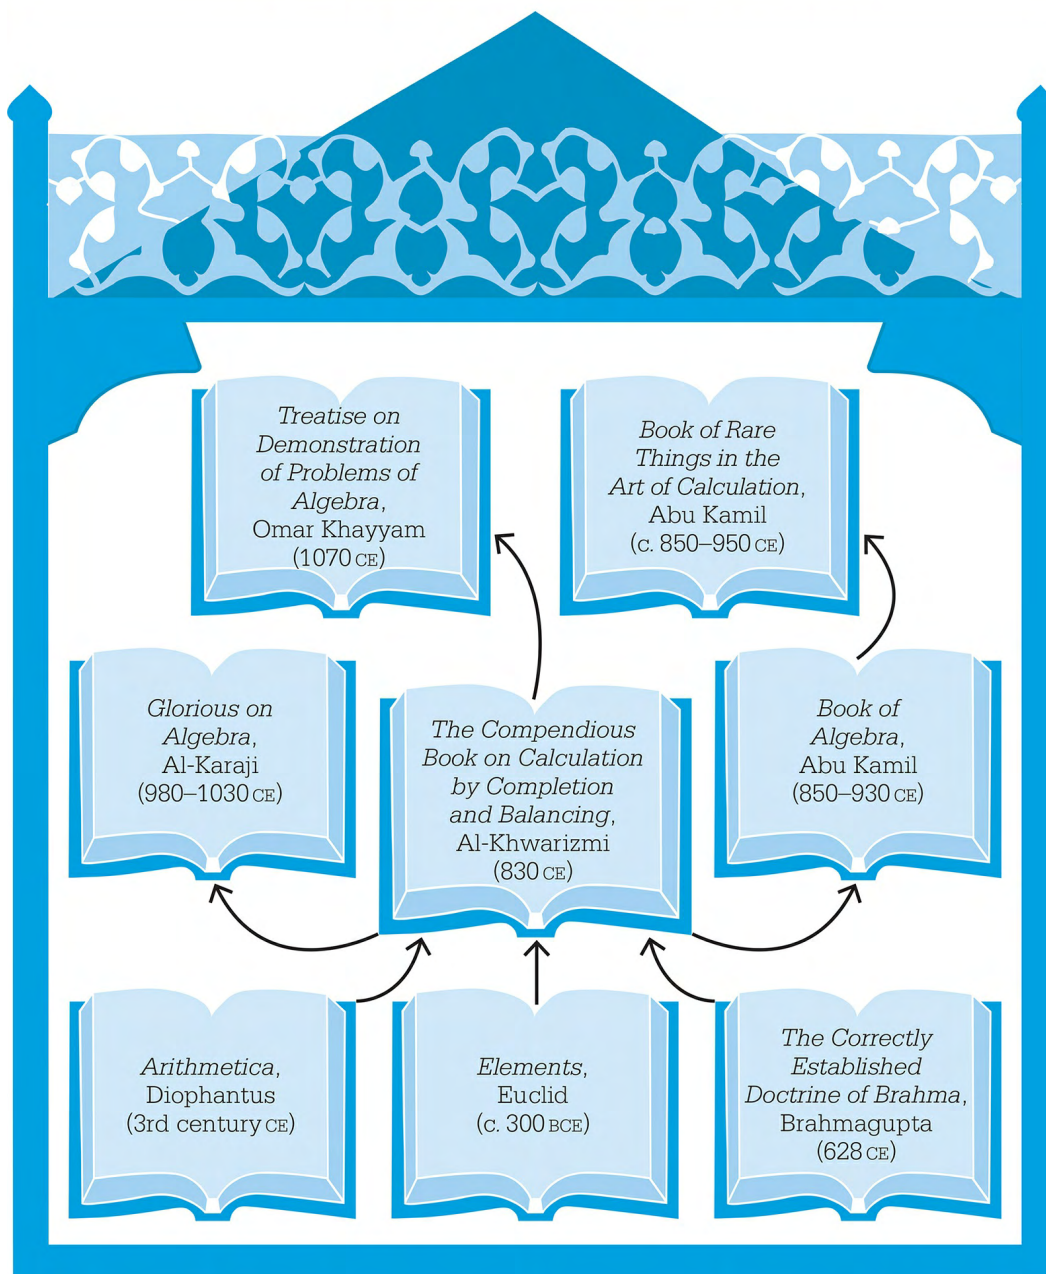 Treatise on
Demonstration
of Problems of
Algebra,
Omar Khayyam
(1070 CE)
Book of Rare
Things in the
Art of Calculation,
Abu Kamil
(c. 850–950 CE)
Glorious on
Algebra,
Al-Karaji
(980–1030 CE)
The Compendious
Book on Calculation
by Completion
and Balancing,
Al-Khwarizmi
(830 CE)
Book of
Algebra,
Abu Kamil
(850–930 CE)
Arithmetica,
Diophantus
(3rd century CE)
Elements,
Euclid
(c. 300 BCE)
The Correctly
Established
Doctrine of Brahma,
Brahmagupta
(628 CE)